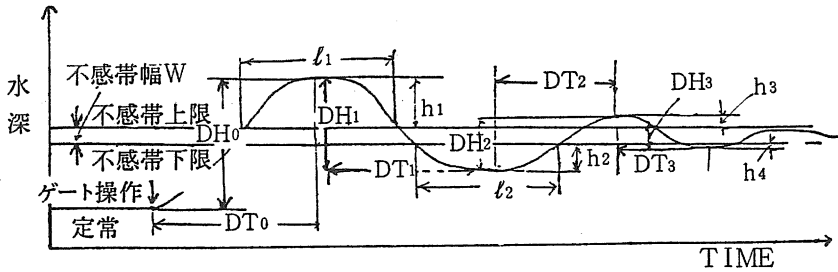 水深
不感帯幅W
不感帯上限
不感帯下限
ゲート操作
定常
DT₀
DH₀
ℓ₁
DH₁
h₁
DT₁
DH₂
ℓ₂
DT₂
h₂
DH₃
h₃
DT₃
h₄
TIME